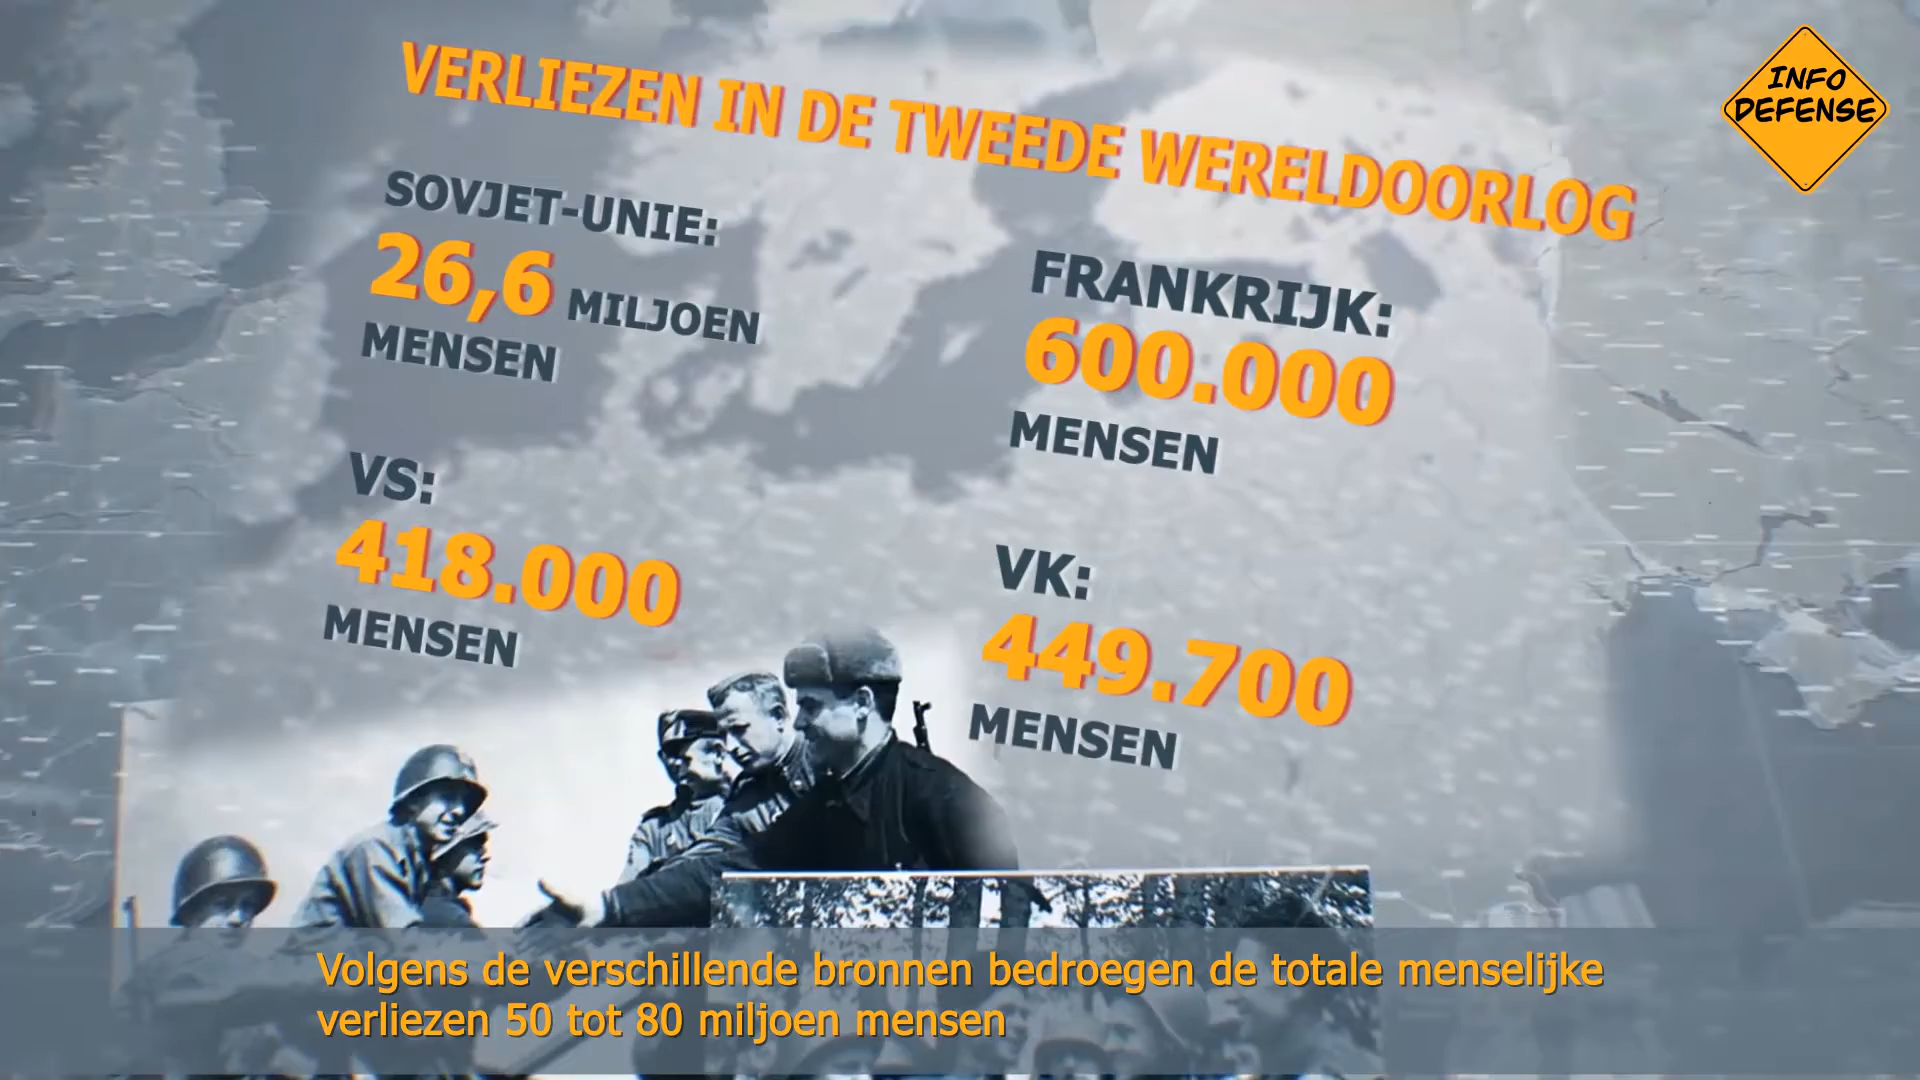 VERLIEZEN IN DE TWEEDE WERELDOORLOG
INFO
DEFENSE
SOVJET-UNIE:
26,6 MILJOEN
MENSEN
FRANKRIJK:
600.000
MENSEN
VS:
418.000
MENSEN
VK:
449.700
MENSEN
Volgens de verschillende bronnen bedroegen de totale menselijke
verliezen 50 tot 80 miljoen mensen